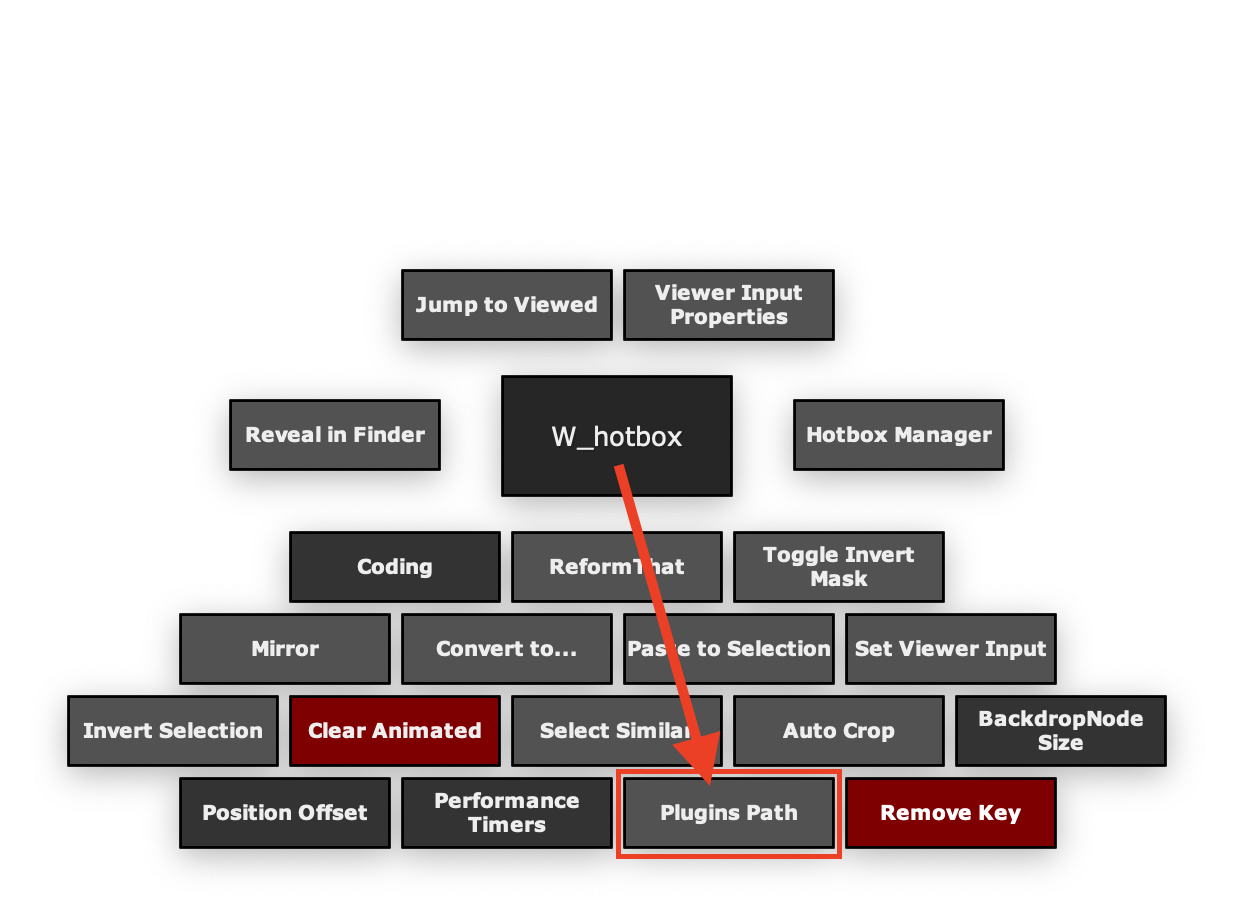 Jump to Viewed
Viewer Input
Properties
Reveal in Finder
W_hotbox
Hotbox Manager
Coding
ReformThat
Toggle Invert
Mask
Mirror
Convert to...
Paste to Selection
Set Viewer Input
Invert Selection
Clear Animated
Select Similar
Auto Crop
BackdropNode
Size
Position Offset
Performance
Timers
Plugins Path
Remove Key